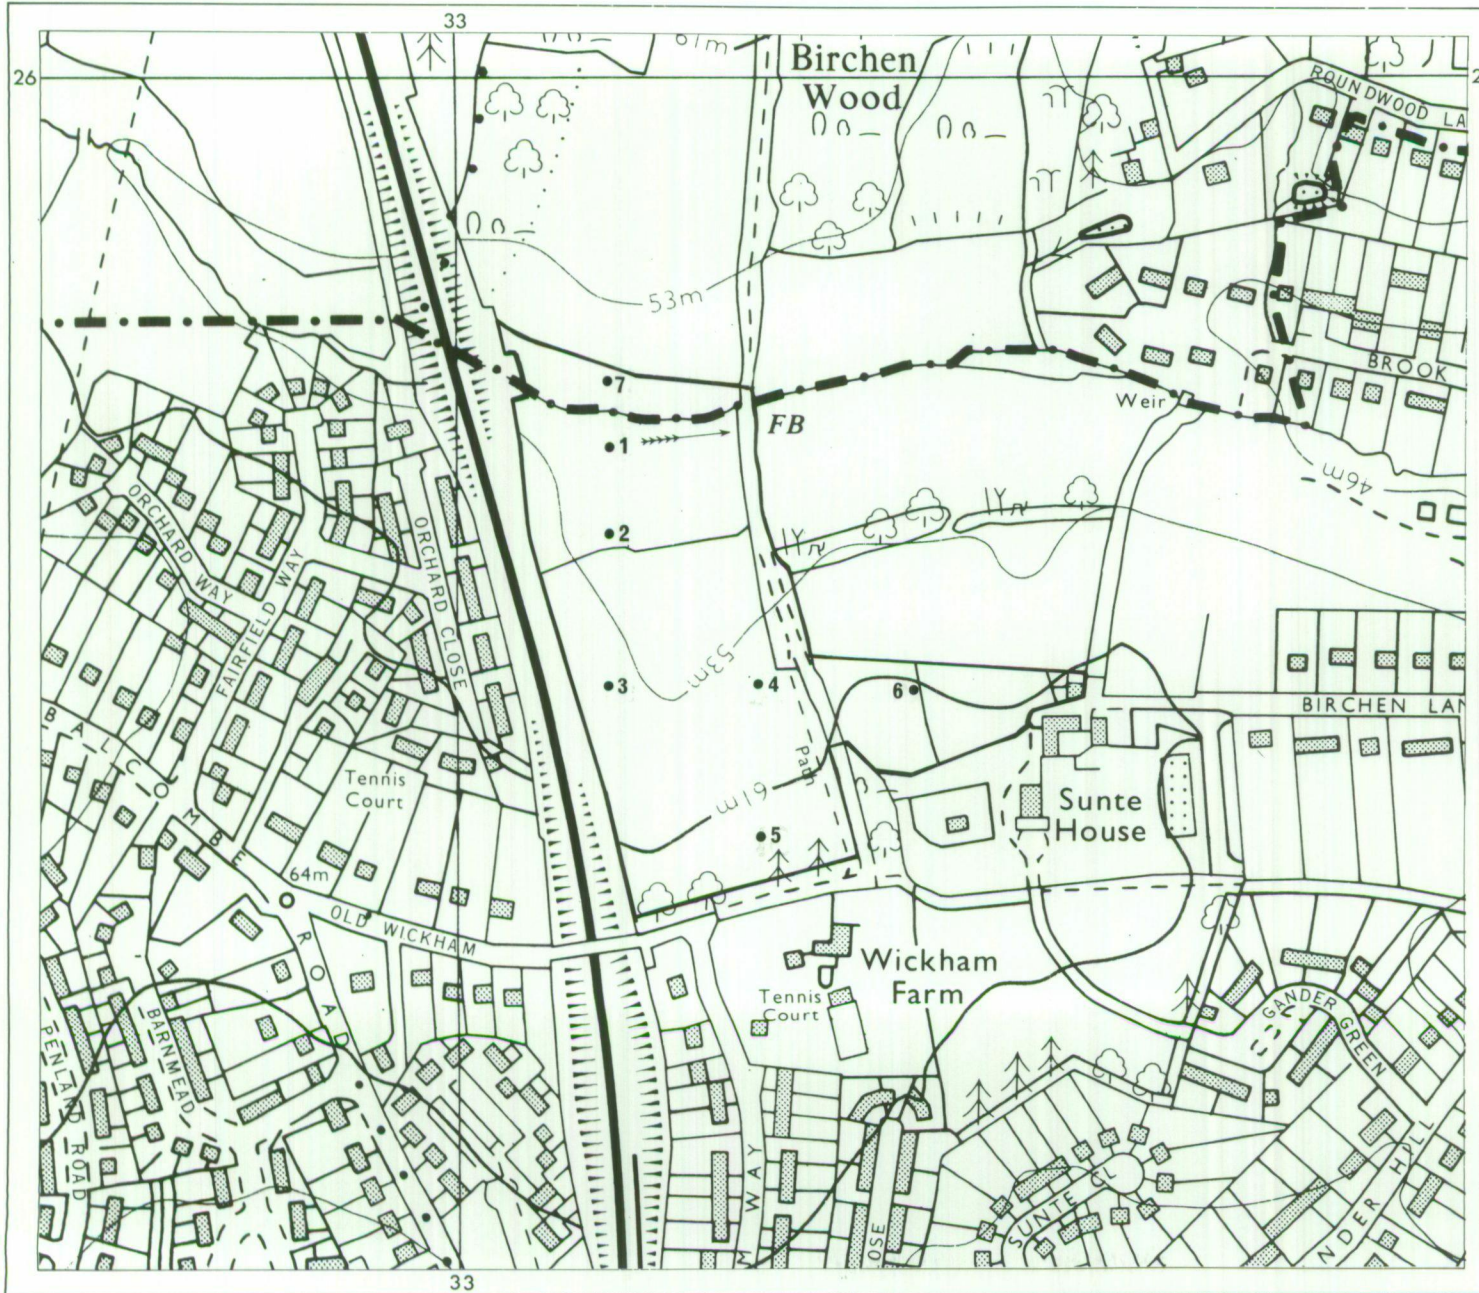 33
26
2
61m
Birchen
Wood
ROUNDWOOD LA
53m
7
FB
1
BROOK
Weir
46m
2
ORCHARD WAY
ORCHARD CLOSE
FAIRFIELD WAY
53m
3
4
6
BIRCHEN LAN
Path
BALCOMBE ROAD
Tennis
Court
61m
Sunte
House
5
64m
OLD WICKHAM
Wickham
Farm
Tennis
Court
GANDER GREEN
PENLAND ROAD
BARNMEAD
M WAY
OSE
SUNTE CL
NDER HILL
33